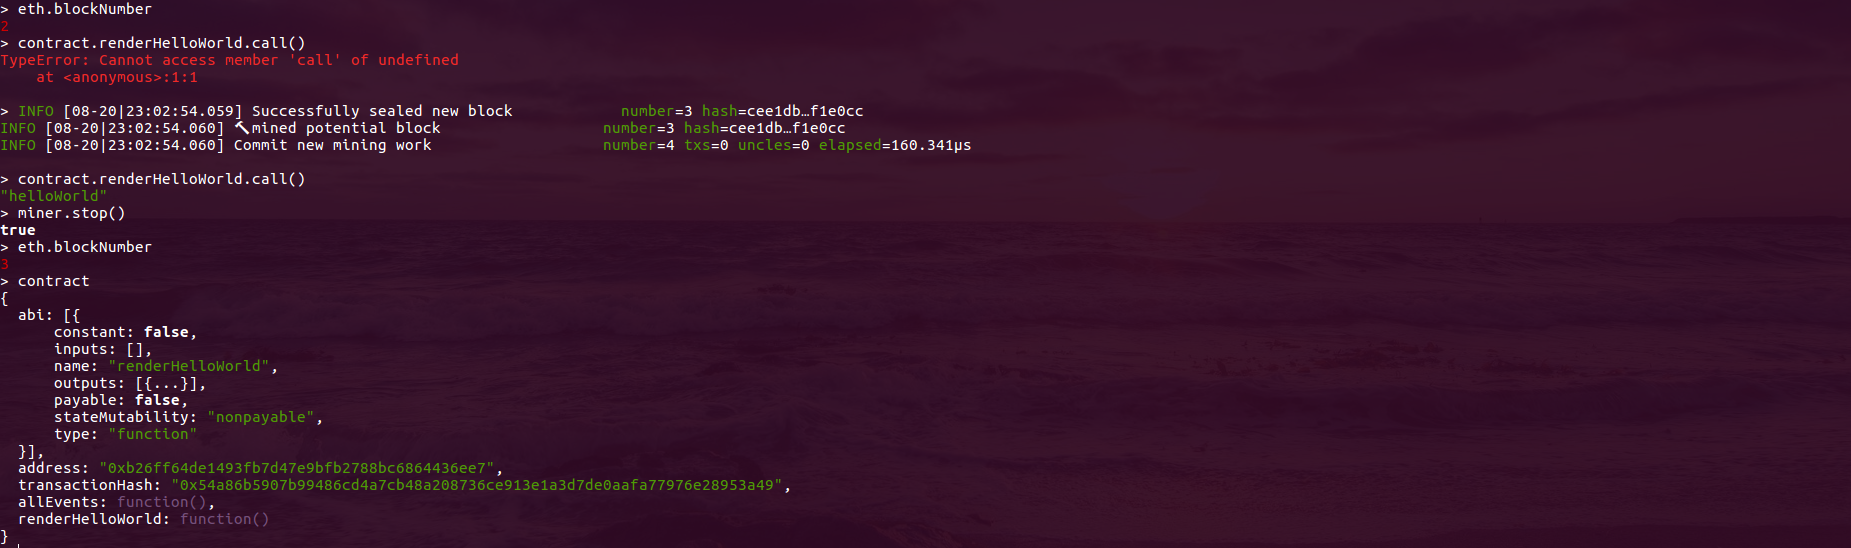 > eth.blockNumber
2
> contract.renderHelloWorld.call()
TypeError: Cannot access member 'call' of undefined
    at <anonymous>:1:1
> INFO [08-20|23:02:54.059] Successfully sealed new block            number=3 hash=cee1db…f1e0cc
INFO [08-20|23:02:54.060] 🔨mined potential block                  number=3 hash=cee1db…f1e0cc
INFO [08-20|23:02:54.060] Commit new mining work                   number=4 txs=0 uncles=0 elapsed=160.341µs
> contract.renderHelloWorld.call()
"helloWorld"
> miner.stop()
true
> eth.blockNumber
3
> contract
{
  abi: [{
      constant: false,
      inputs: [],
      name: "renderHelloWorld",
      outputs: [{...}],
      payable: false,
      stateMutability: "nonpayable",
      type: "function"
  }],
  address: "0xb26ff64de1493fb7d47e9bfb2788bc6864436ee7",
  transactionHash: "0x54a86b5907b99486cd4a7cb48a208736ce913e1a3d7de0aafa77976e28953a49",
  allEvents: function(),
  renderHelloWorld: function()
}